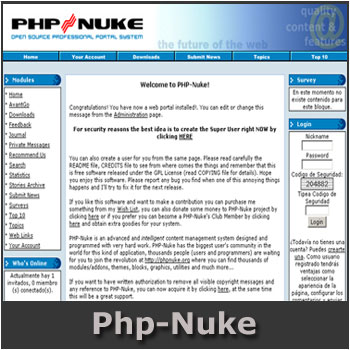 PHP NUKE
OPEN SOURCE PROFESSIONAL PORTAL SYSTEM
quality
content &
features
the future of the web
Home
Your Account
Downloads
Submit News
Topics
Top 10
Modules
Home
AvantGo
Downloads
Feedback
Journal
Private Messages
Recommend Us
Search
Statistics
Stories Archive
Submit News
Surveys
Top 10
Topics
Web Links
Your Account
Who's Online
Actualmente hay 1
invitados, 0 miembro
(s) conectado(s).
Welcome to PHP-Nuke!
Congratulations! You have now a web portal installed!. You can edit or change this
message from the Administration page.
For security reasons the best idea is to create the Super User right NOW by
clicking HERE
You can also create a user for you from the same page. Please read carefully the
README file, CREDITS file to see from where comes the things and remember that this
is free software released under the GPL License (read COPYING file for details). Hope
you enjoy this software. Please report any bug you find when one of this annoying things
happens and I'll try to fix it for the next release.
If you like this software and want to make a contribution you can purchase me
something from my Wish List, you can also donate some money to PHP-Nuke project by
clicking here or if you prefer you can become a PHP-Nuke's Club Member by clicking
here and obtain extra goodies for your system.
PHP-Nuke is an advanced and intelligent content management system designed and
programmed with very hard work. PHP-Nuke has the biggest user's community in the
world for this kind of application, thousands people (users and programmers) are waiting
for you to join the revolution at http://phpnuke.org where you can find thousands of
modules/addons, themes, blocks, graphics, utilities and much more...
If you want to have written authorization to remove all visible copyright messages and
any reference to PHP-Nuke, you can now aquire it by clicking here, at the same
time this will be a great support.
Survey
En este momento no
existe contenido para
este bloque.
Login
Nickname
Password
Codigo de Seguridad:
204882
Tipea Codigo de
Seguridad
Login
¿Todavía no tienes una
cuenta? Puedes crearte
una. Como usuario
registrado tendrás
ventajas como
seleccionar la
apariencia de la página,
configurar los
comentarios y enviar
Php-Nuke